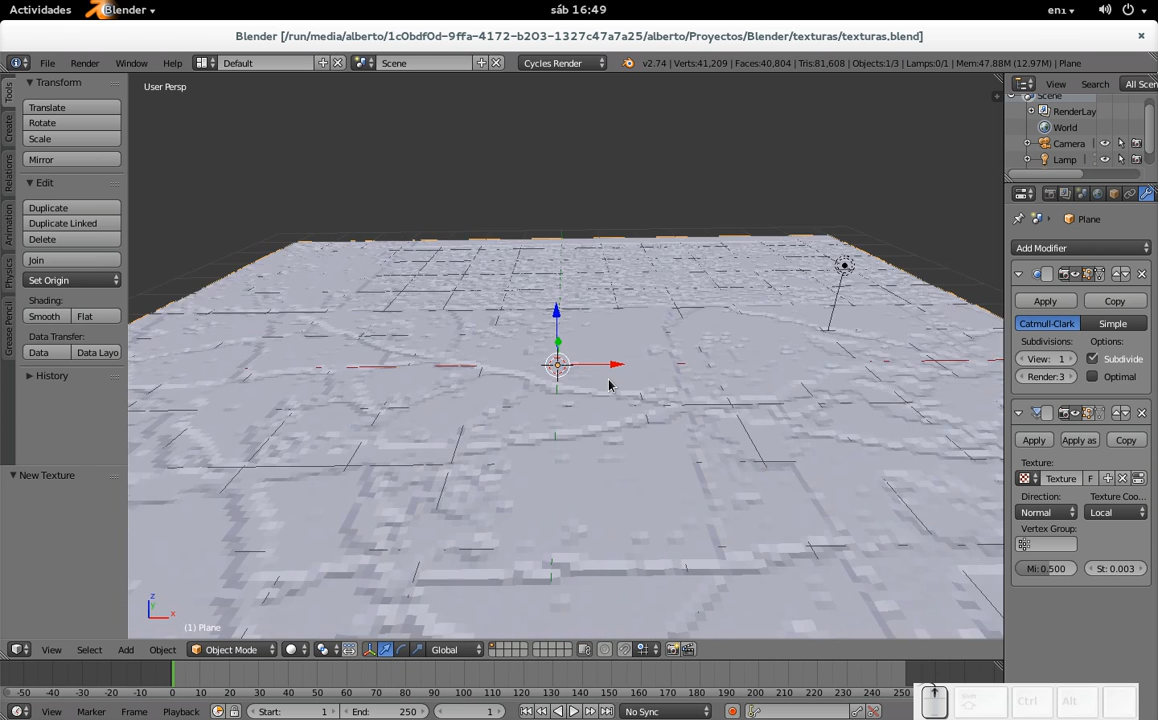 Actividades Blender sáb 16:49 en₁
Blender [/run/media/alberto/1c0bdf0d-9ffa-4172-b203-1327c47a7a25/alberto/Proyectos/Blender/texturas/texturas.blend] ×
File Render Window Help Default Scene Cycles Render v2.74 | Verts:41,209 | Faces:40,804 | Tris:81,608 | Objects:1/3 | Lamps:0/1 | Mem:47.88M (12.97M) | Plane
Tools
Create
Relations
Animation
Physics
Grease Pencil
Transform
Translate
Rotate
Scale
Mirror
Edit
Duplicate
Duplicate Linked
Delete
Join
Set Origin
Shading:
Smooth Flat
Data Transfer:
Data Data Layo
History
New Texture
User Persp
z
y
x
(1) Plane
View Search All Scen
Scene
RenderLay
World
Camera
Lamp
Plane
Add Modifier
Apply Copy
Catmull-Clark Simple
Subdivisions: Options:
View: 1 Subdivide
Render:3 Optimal
Apply Apply as Copy
Texture:
Texture F
Direction: Texture Coo...
Normal Local
Vertex Group:
Mi:0.500 St: 0.003
View Select Add Object Object Mode Global
-50 -40 -30 -20 -10 0 10 20 30 40 50 60 70 80 90 100 110 120 130 140 150 160 170 180 190 200 210 220 230 240 250
View Marker Frame Playback Start: 1 End: 250 1 No Sync
Ctrl Alt